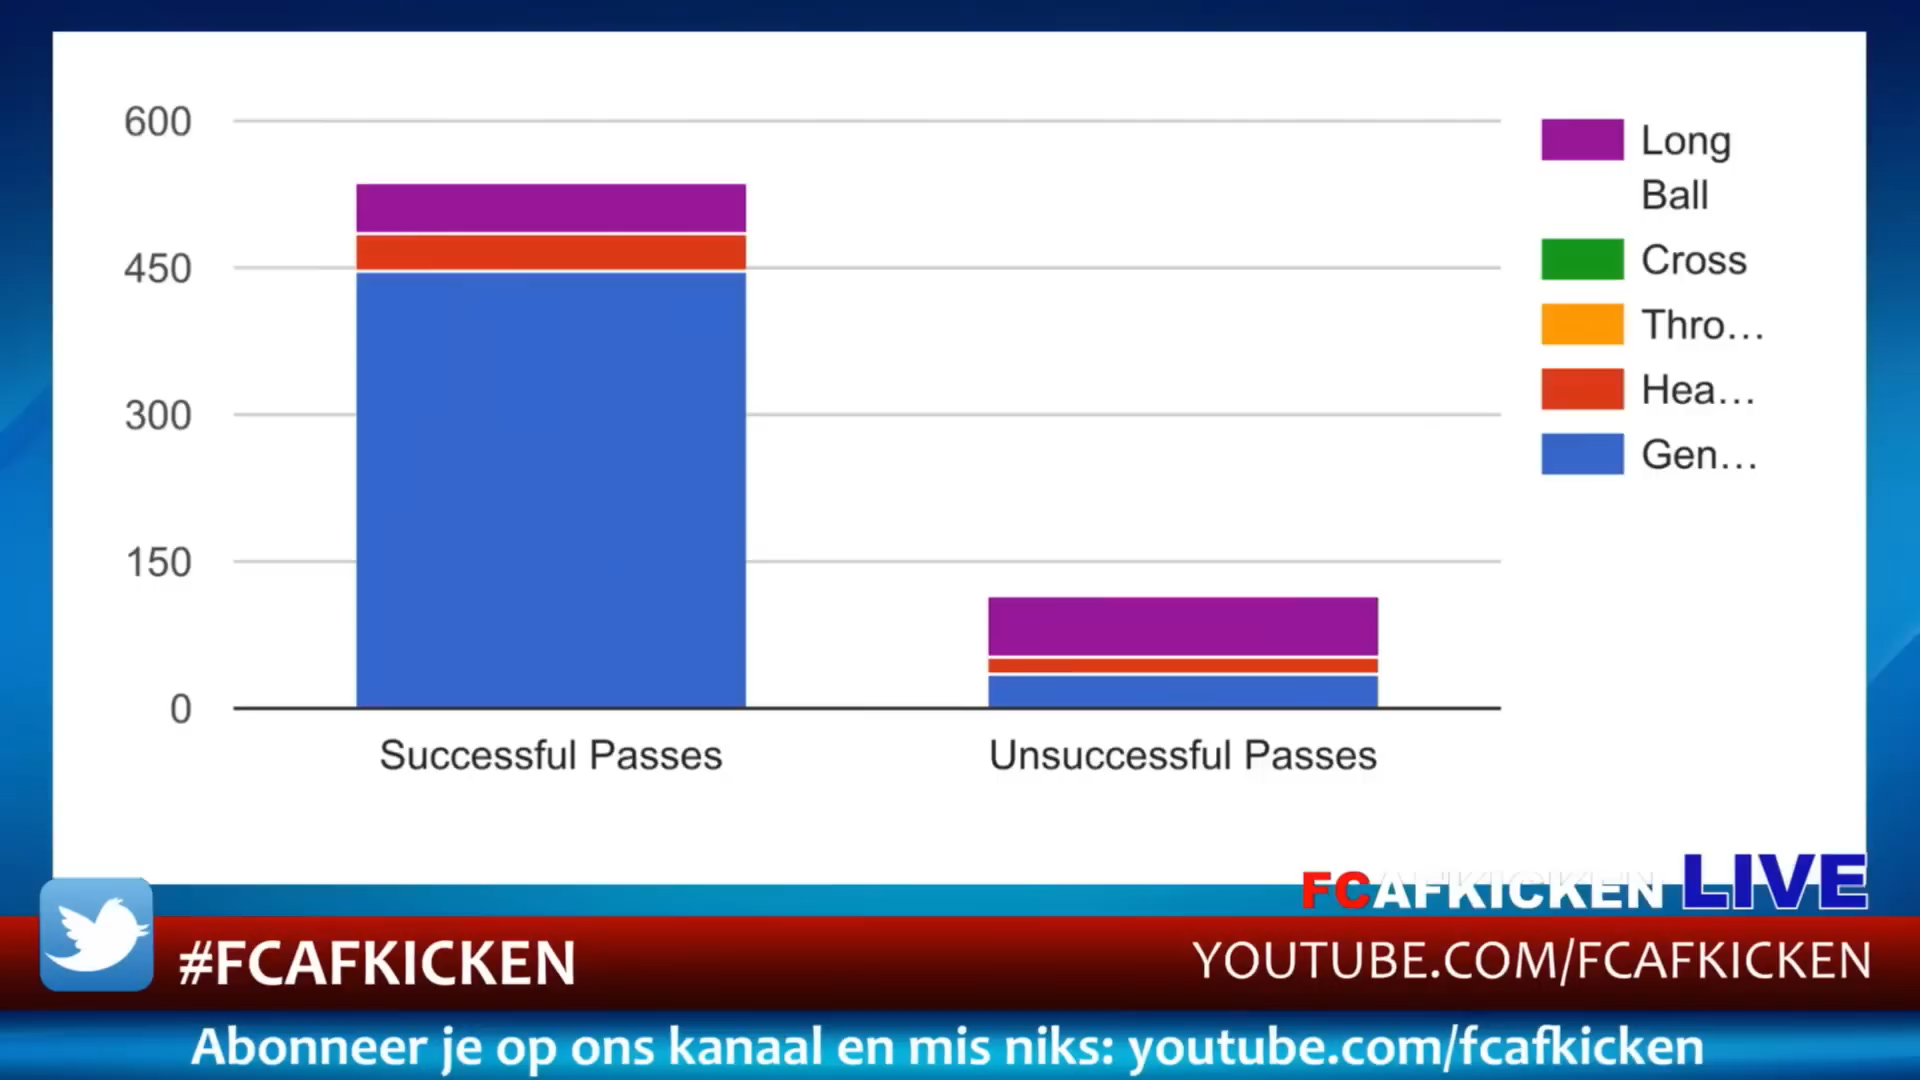 600
450
300
150
0
Successful Passes
Unsuccessful Passes
Long
Ball
Cross
Thro…
Hea…
Gen…
FCAFKICKEN LIVE
#FCAFKICKEN
YOUTUBE.COM/FCAFKICKEN
Abonneer je op ons kanaal en mis niks: youtube.com/fcafkicken